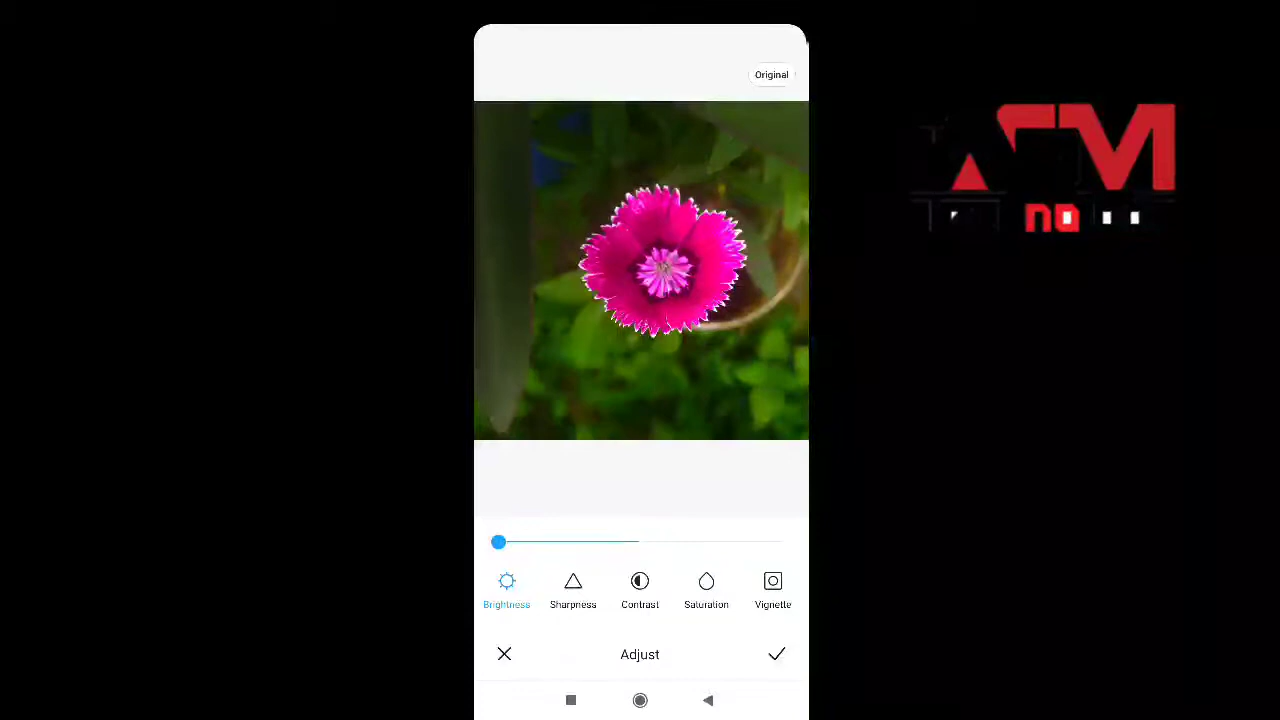 Original
Brightness Sharpness Contrast Saturation Vignette
Adjust